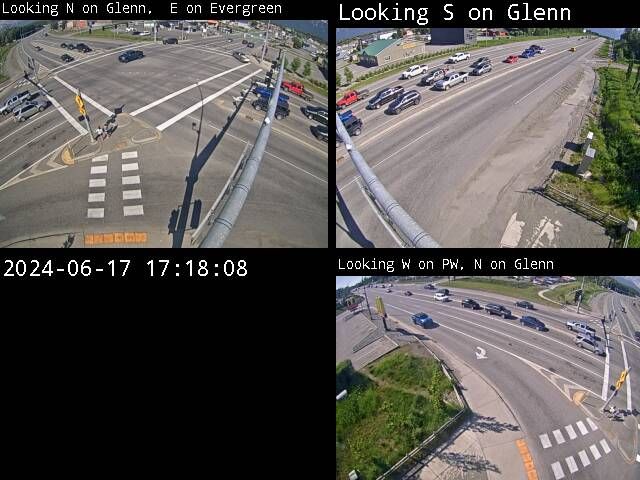 Looking N on Glenn, E on Evergreen
Looking S on Glenn
2024-06-17 17:18:08
Looking W on PW, N on Glenn